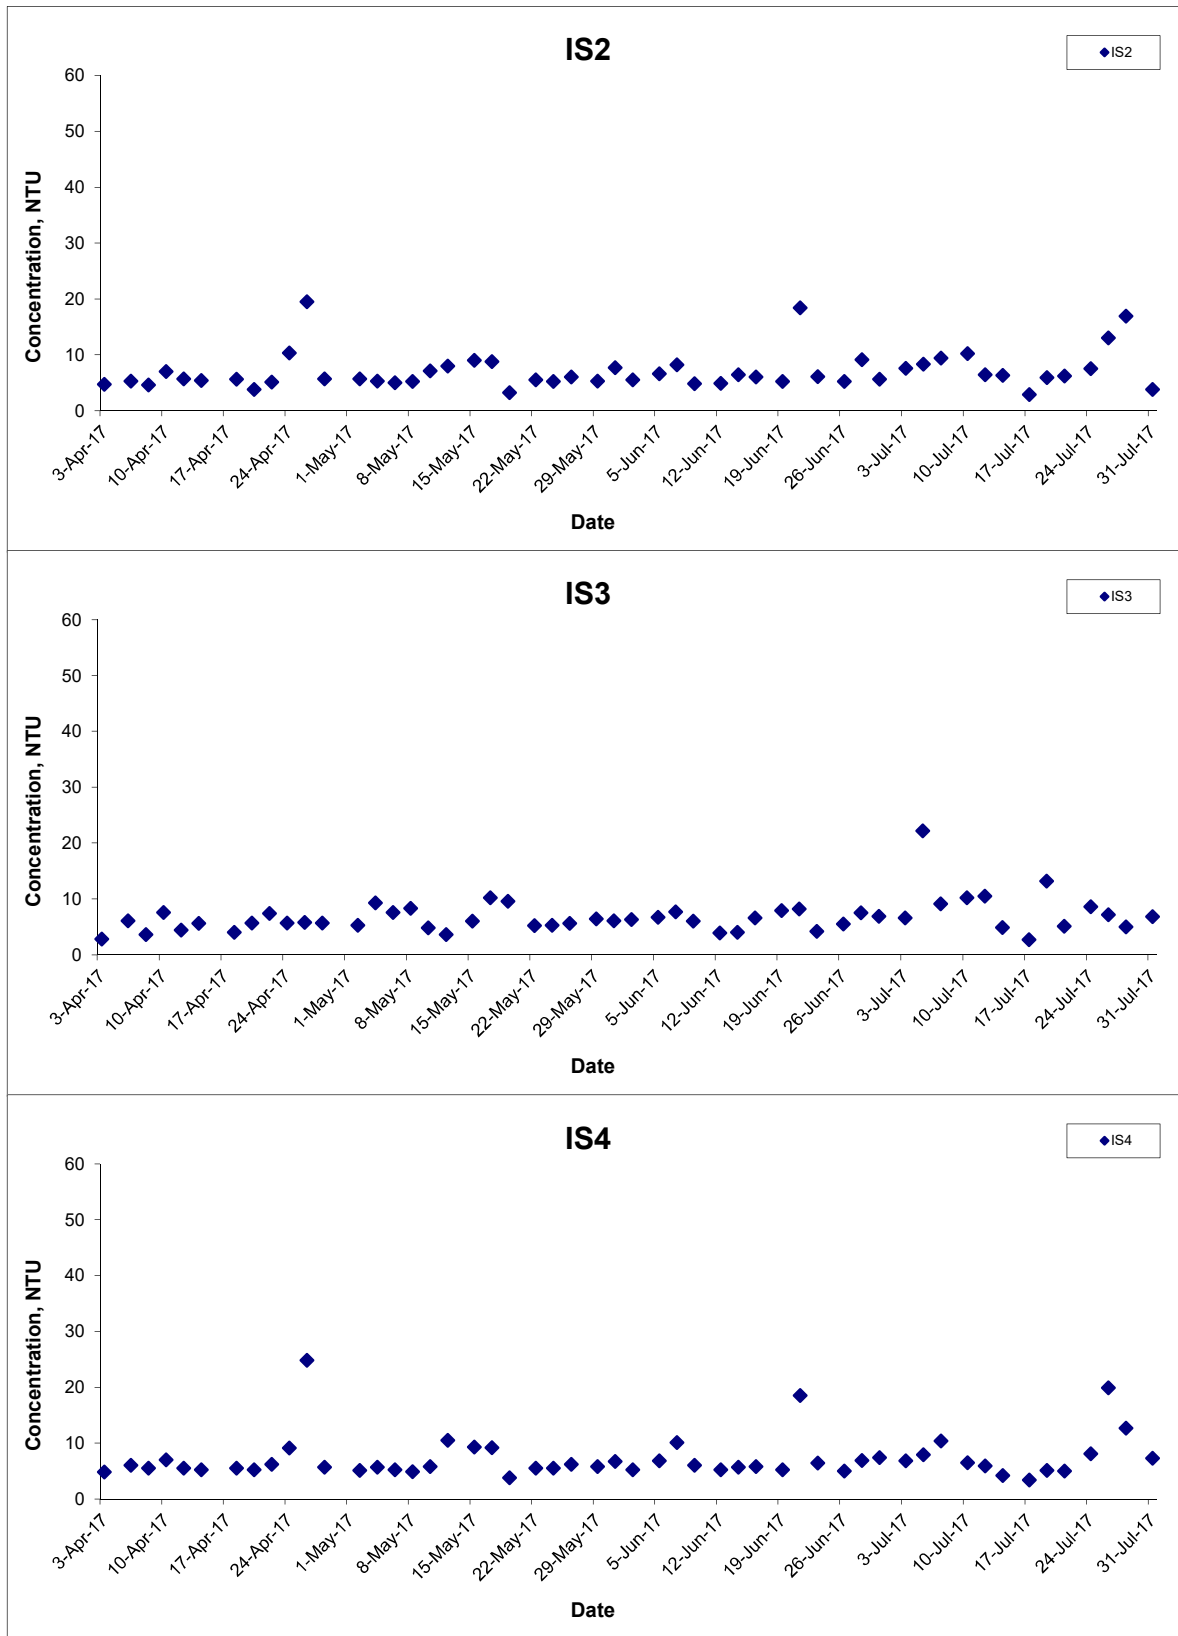 IS2
IS2
Concentration, NTU
60
50
40
30
20
10
0
3-Apr-17
10-Apr-17
17-Apr-17
24-Apr-17
1-May-17
8-May-17
15-May-17
22-May-17
29-May-17
5-Jun-17
12-Jun-17
19-Jun-17
26-Jun-17
3-Jul-17
10-Jul-17
17-Jul-17
24-Jul-17
31-Jul-17
Date
IS3
IS3
Concentration, NTU
60
50
40
30
20
10
0
3-Apr-17
10-Apr-17
17-Apr-17
24-Apr-17
1-May-17
8-May-17
15-May-17
22-May-17
29-May-17
5-Jun-17
12-Jun-17
19-Jun-17
26-Jun-17
3-Jul-17
10-Jul-17
17-Jul-17
24-Jul-17
31-Jul-17
Date
IS4
IS4
Concentration, NTU
60
50
40
30
20
10
0
3-Apr-17
10-Apr-17
17-Apr-17
24-Apr-17
1-May-17
8-May-17
15-May-17
22-May-17
29-May-17
5-Jun-17
12-Jun-17
19-Jun-17
26-Jun-17
3-Jul-17
10-Jul-17
17-Jul-17
24-Jul-17
31-Jul-17
Date